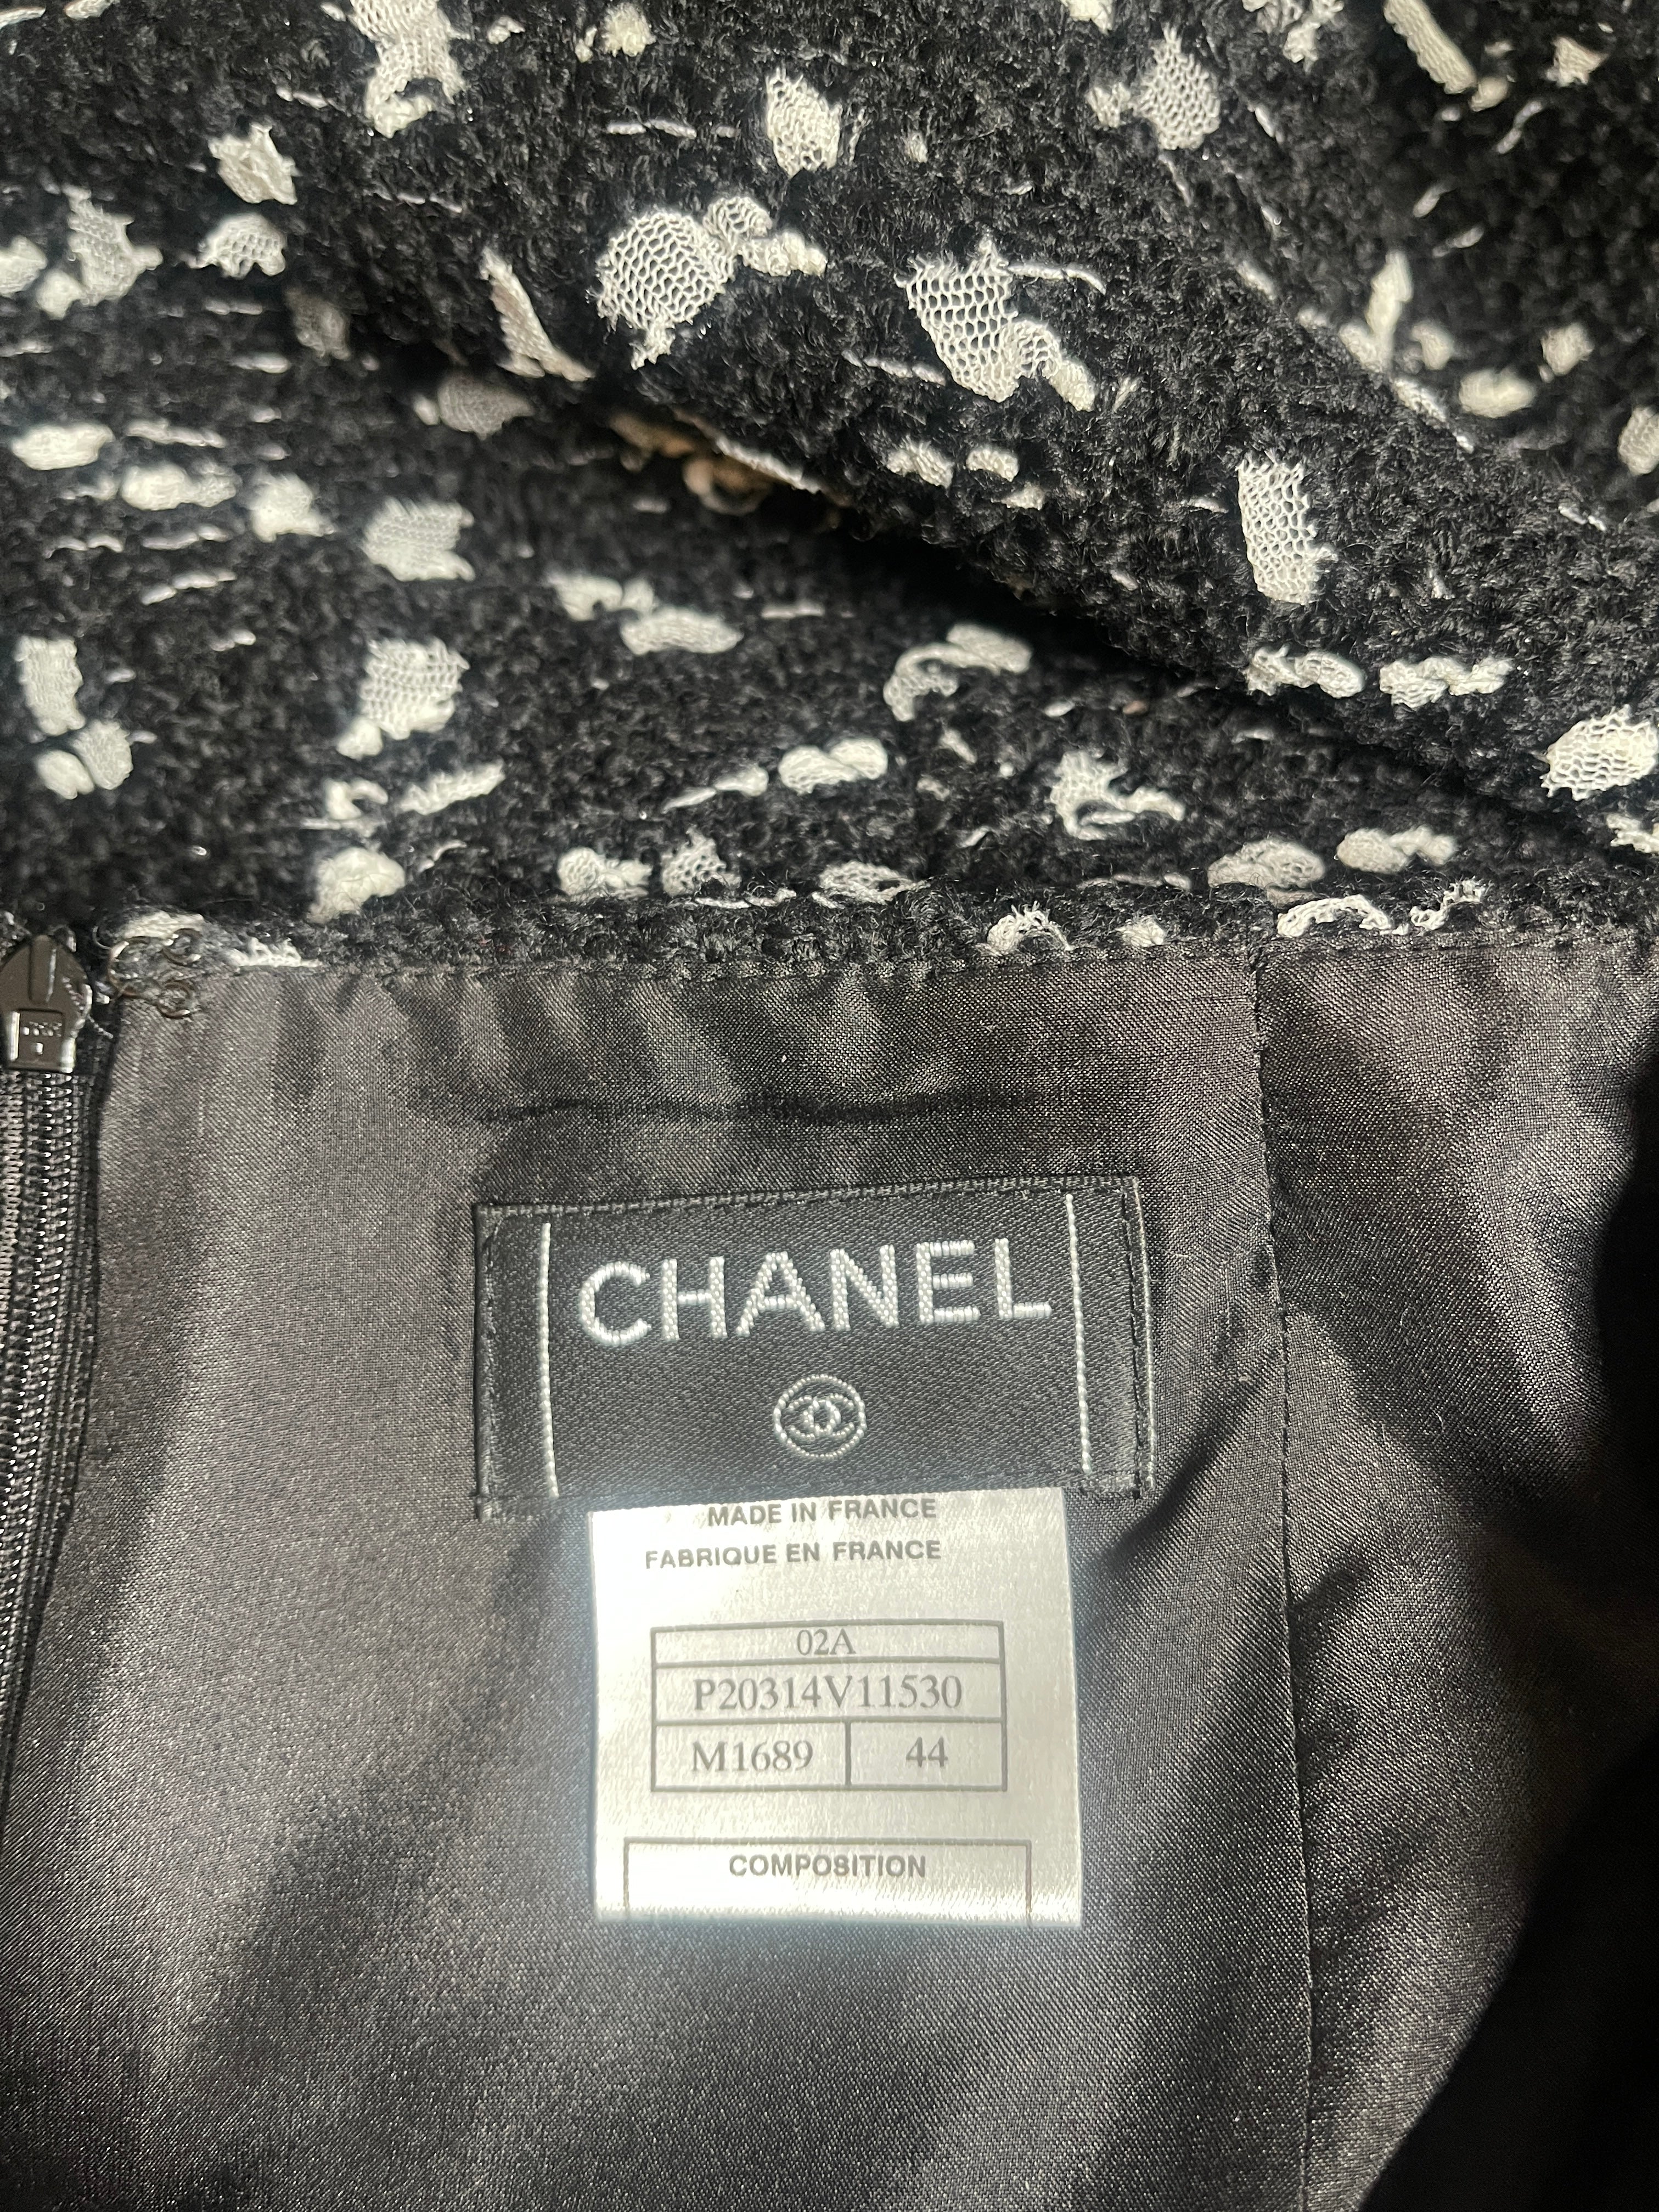 CHANEL
MADE IN FRANCE
FABRIQUE EN FRANCE
02A
P20314V11530
M1689 44
COMPOSITION